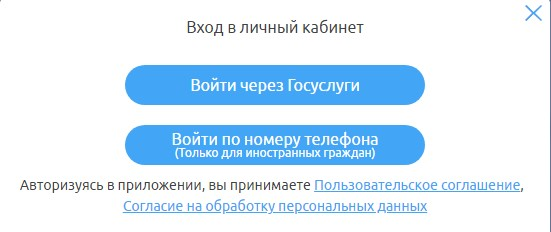 Вход в личный кабинет
Войти через Госуслуги
Войти по номеру телефона
(Только для иностранных граждан)
Авторизуясь в приложении, вы принимаете Пользовательское соглашение,
Согласие на обработку персональных данных